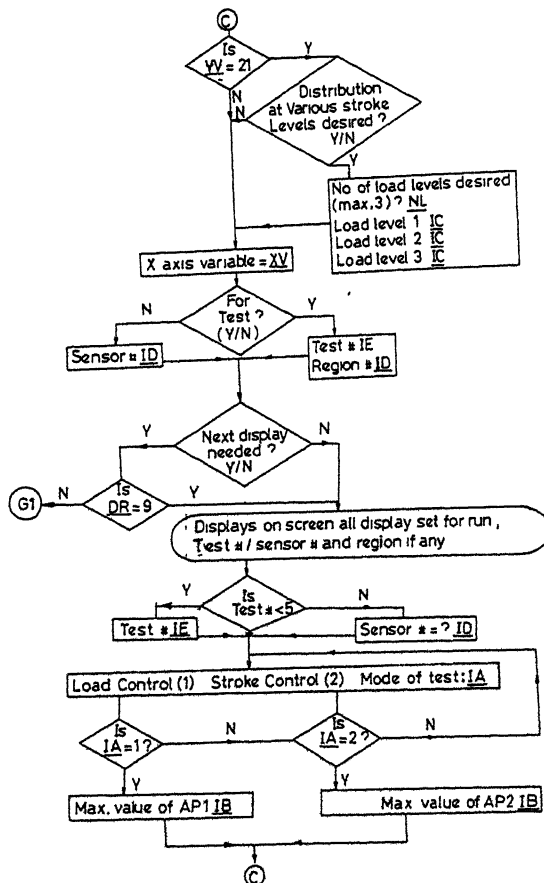 C
Is
YV = 21
Y
N
Distribution
at Various stroke
Levels desired ?
Y/N
N
Y
No of load levels desired
(max.3) ? NL
Load level 1 IC
Load level 2 IC
Load level 3 IC
X axis variable = XV
N
For
Test ?
(Y/N)
Y
Sensor * ID
Test * IE
Region * ID
Y
Next display
needed ?
Y/N
N
G1
N
Is
DR = 9
Y
Displays on screen all display set for run,
Test * / sensor * and region if any
Y
Is
Test * < 5
N
Test * IE
Sensor * = ? ID
Load Control (1) Stroke Control (2) Mode of test: IA
Is
IA = 1 ?
N
Is
IA = 2 ?
N
Y
Y
Max. value of AP1 IB
Max value of AP2 IB
C